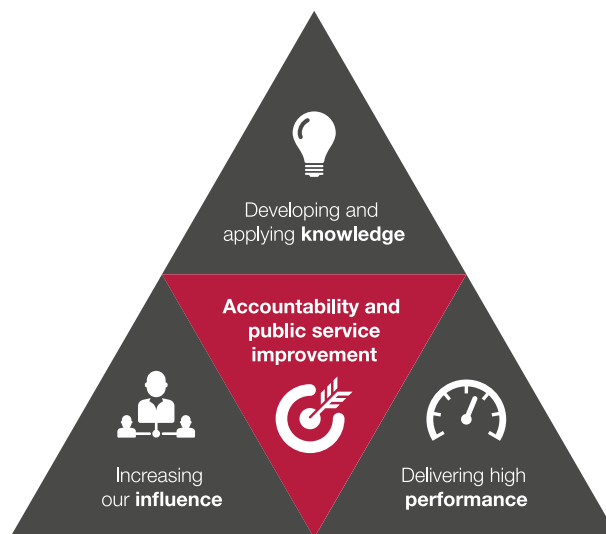 Developing and
applying knowledge
Accountability and
public service
improvement
Increasing
our influence
Delivering high
performance